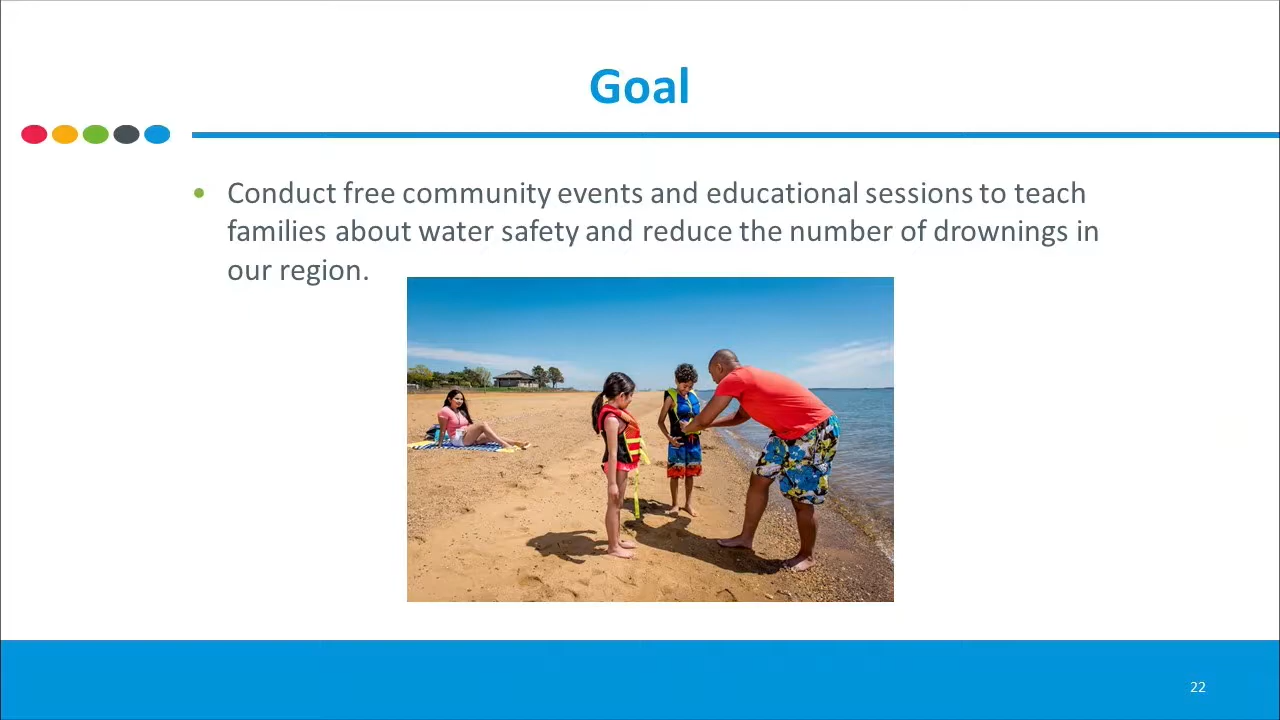 Goal
• Conduct free community events and educational sessions to teach
families about water safety and reduce the number of drownings in
our region.
22